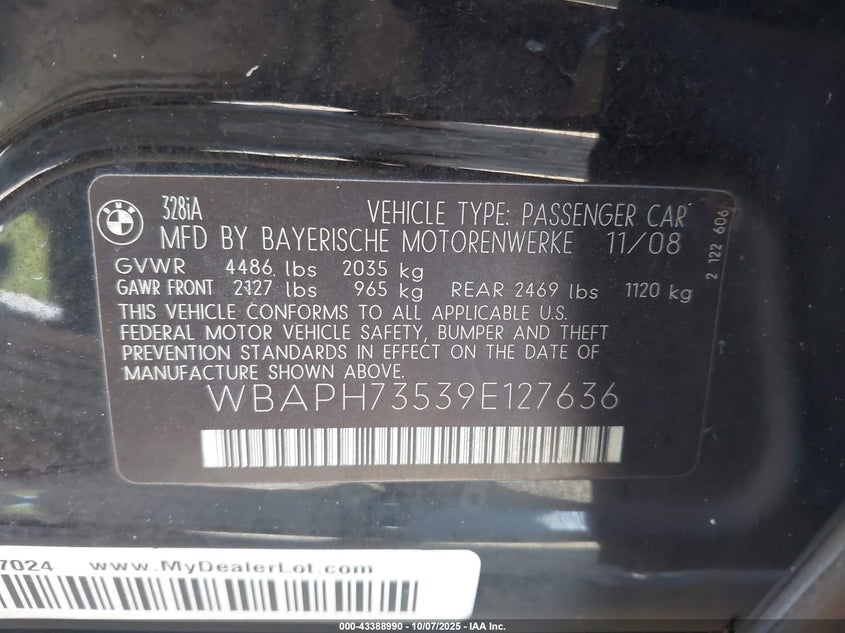 BMW
328iA VEHICLE TYPE: PASSENGER CAR
MFD BY BAYERISCHE MOTORENWERKE 11/08
GVWR 4486 lbs 2035 kg
GAWR FRONT 2127 lbs 965 kg REAR 2469 lbs 1120 kg
THIS VEHICLE CONFORMS TO ALL APPLICABLE U.S.
FEDERAL MOTOR VEHICLE SAFETY, BUMPER AND THEFT
PREVENTION STANDARDS IN EFFECT ON THE DATE OF
MANUFACTURE SHOWN ABOVE.
WBAPH73539E127636
2 122 606
7024 www.MyDealerLot.com
000-43388990 - 10/07/2025 - IAA Inc.